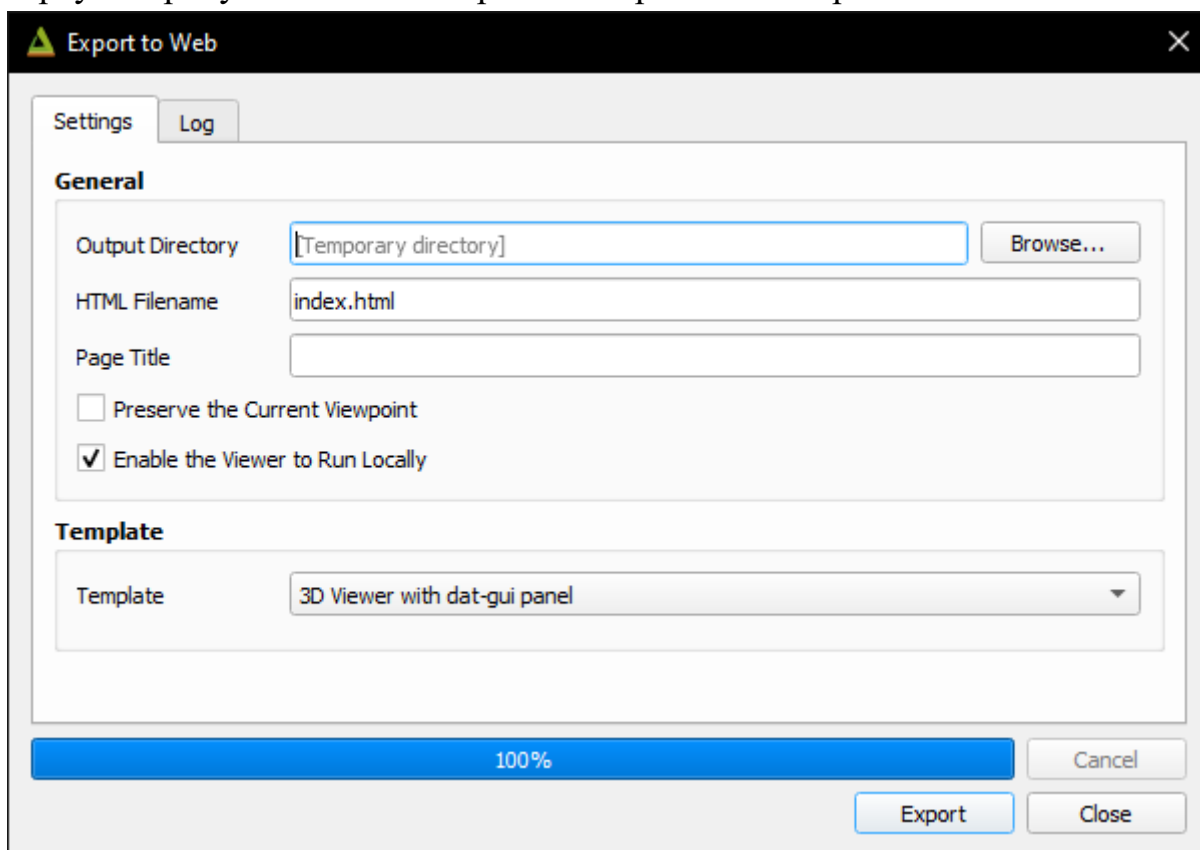 Export to Web
Settings Log
General
Output Directory [Temporary directory] Browse...
HTML Filename index.html
Page Title
Preserve the Current Viewpoint
Enable the Viewer to Run Locally
Template
Template 3D Viewer with dat-gui panel
100% Cancel
Export Close